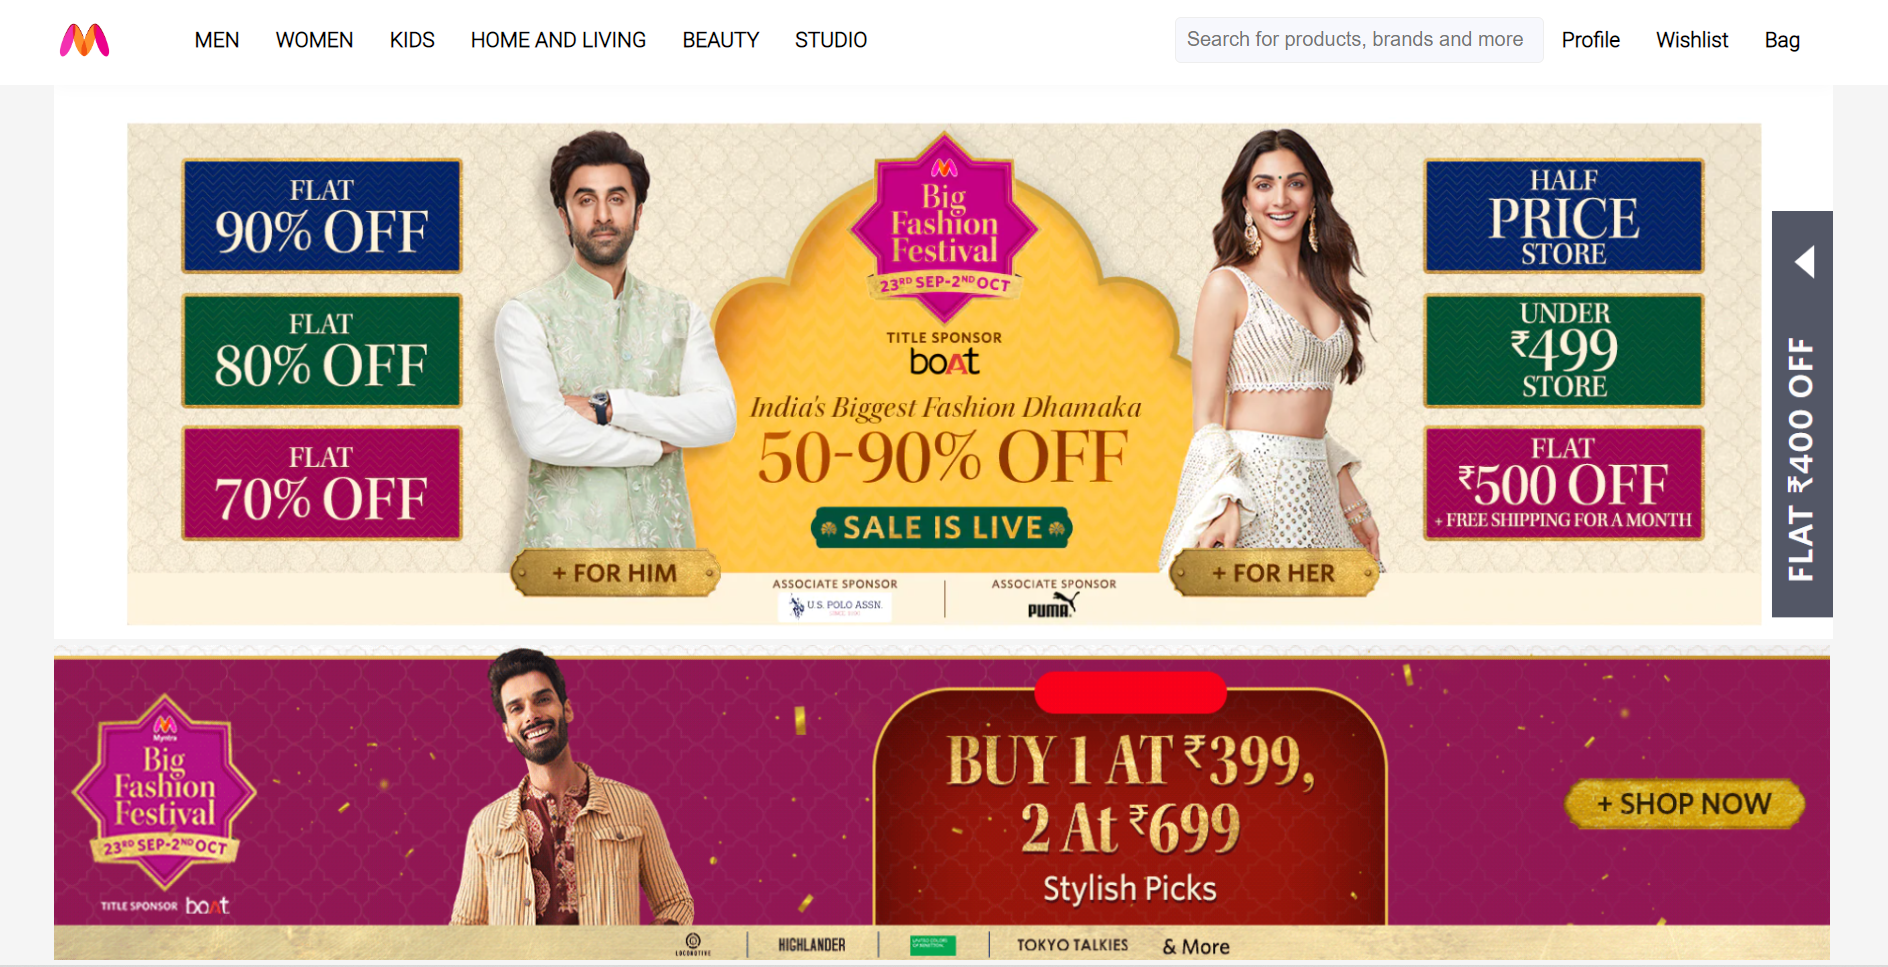 MEN WOMEN KIDS HOME AND LIVING BEAUTY STUDIO Search for products, brands and more Profile Wishlist Bag
FLAT
90% OFF
FLAT
80% OFF
FLAT
70% OFF
Big
Fashion
Festival
23RD SEP-2ND OCT
TITLE SPONSOR
boAt
India's Biggest Fashion Dhamaka
50-90% OFF
SALE IS LIVE
+ FOR HIM
+ FOR HER
ASSOCIATE SPONSOR
U.S. POLO ASSN.
ASSOCIATE SPONSOR
PUMA
HALF
PRICE
STORE
UNDER
₹499
STORE
FLAT
₹500 OFF
+ FREE SHIPPING FOR A MONTH
FLAT ₹400 OFF
Myntra
Big
Fashion
Festival
23RD SEP-2ND OCT
TITLE SPONSOR boAt
BUY 1 AT ₹399,
2 At ₹699
Stylish Picks
+ SHOP NOW
LOCOMOTIVE HIGHLANDER UNITED COLORS
OF BENETTON
TOKYO TALKIES & More